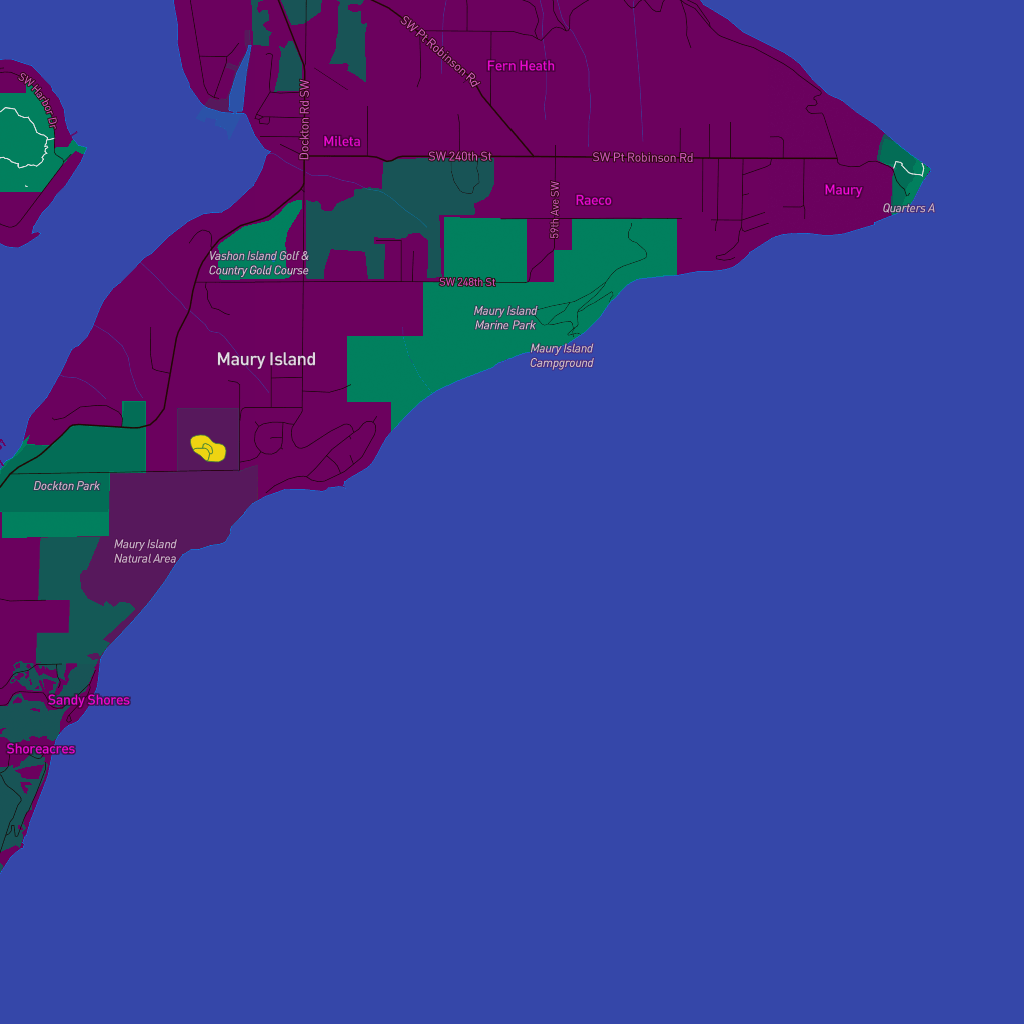 SW Pt Robinson Rd
Fern Heath
SW Harbor Dr
Dockton Rd SW
Mileta
SW 240th St
SW Pt Robinson Rd
Maury
Raeco
59th Ave SW
Quarters A
Vashon Island Golf &
Country Gold Course
SW 248th St
Maury Island
Marine Park
Maury Island
Campground
Maury Island
Dockton Park
Maury Island
Natural Area
Sandy Shores
Shoreacres